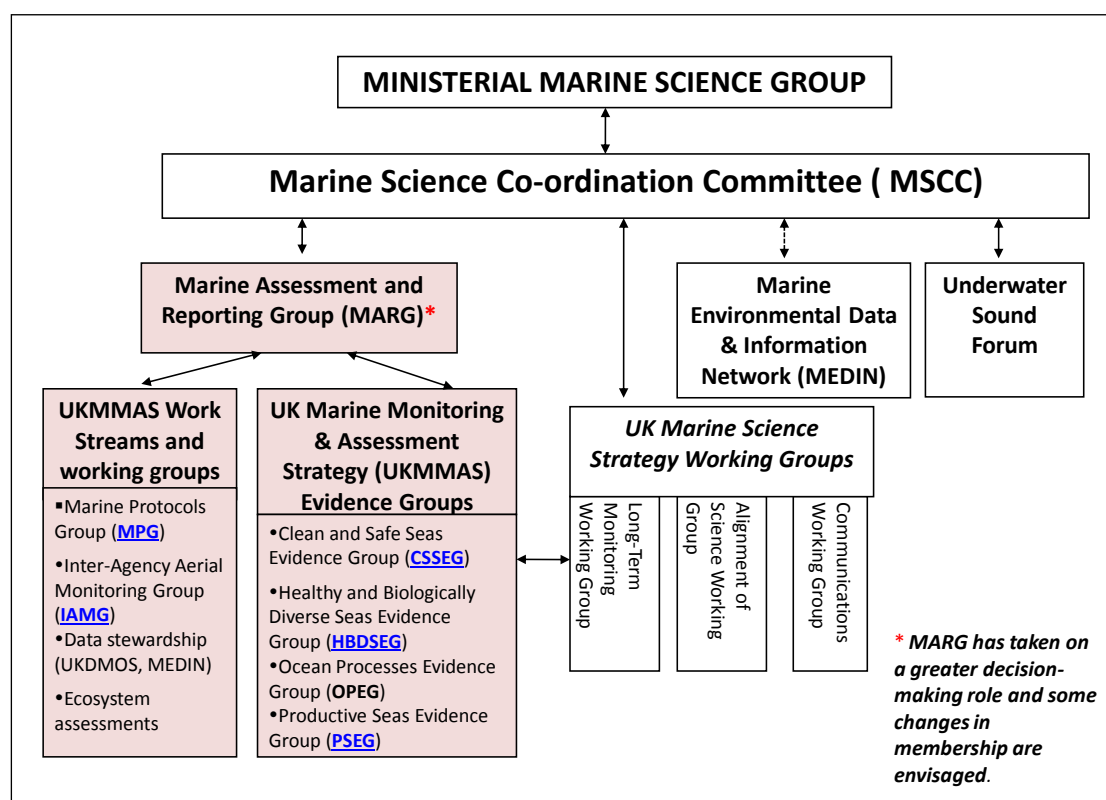 MINISTERIAL MARINE SCIENCE GROUP
Marine Science Co-ordination Committee ( MSCC)
Marine Assessment and
Reporting Group (MARG)*
Marine
Environmental Data
& Information
Network (MEDIN)
Underwater
Sound
Forum
UKMMAS Work
Streams and
working groups
▪Marine Protocols
Group (MPG)
•Inter-Agency Aerial
Monitoring Group
(IAMG)
•Data stewardship
(UKDMOS, MEDIN)
•Ecosystem
assessments
UK Marine Monitoring
& Assessment
Strategy (UKMMAS)
Evidence Groups
•Clean and Safe Seas
Evidence Group (CSSEG)
•Healthy and Biologically
Diverse Seas Evidence
Group (HBDSEG)
•Ocean Processes Evidence
Group (OPEG)
•Productive Seas Evidence
Group (PSEG)
UK Marine Science
Strategy Working Groups
Long-Term
Monitoring
Working Group
Alignment of
Science Working
Group
Communications
Working Group
* MARG has taken on
a greater decision-
making role and some
changes in
membership are
envisaged.